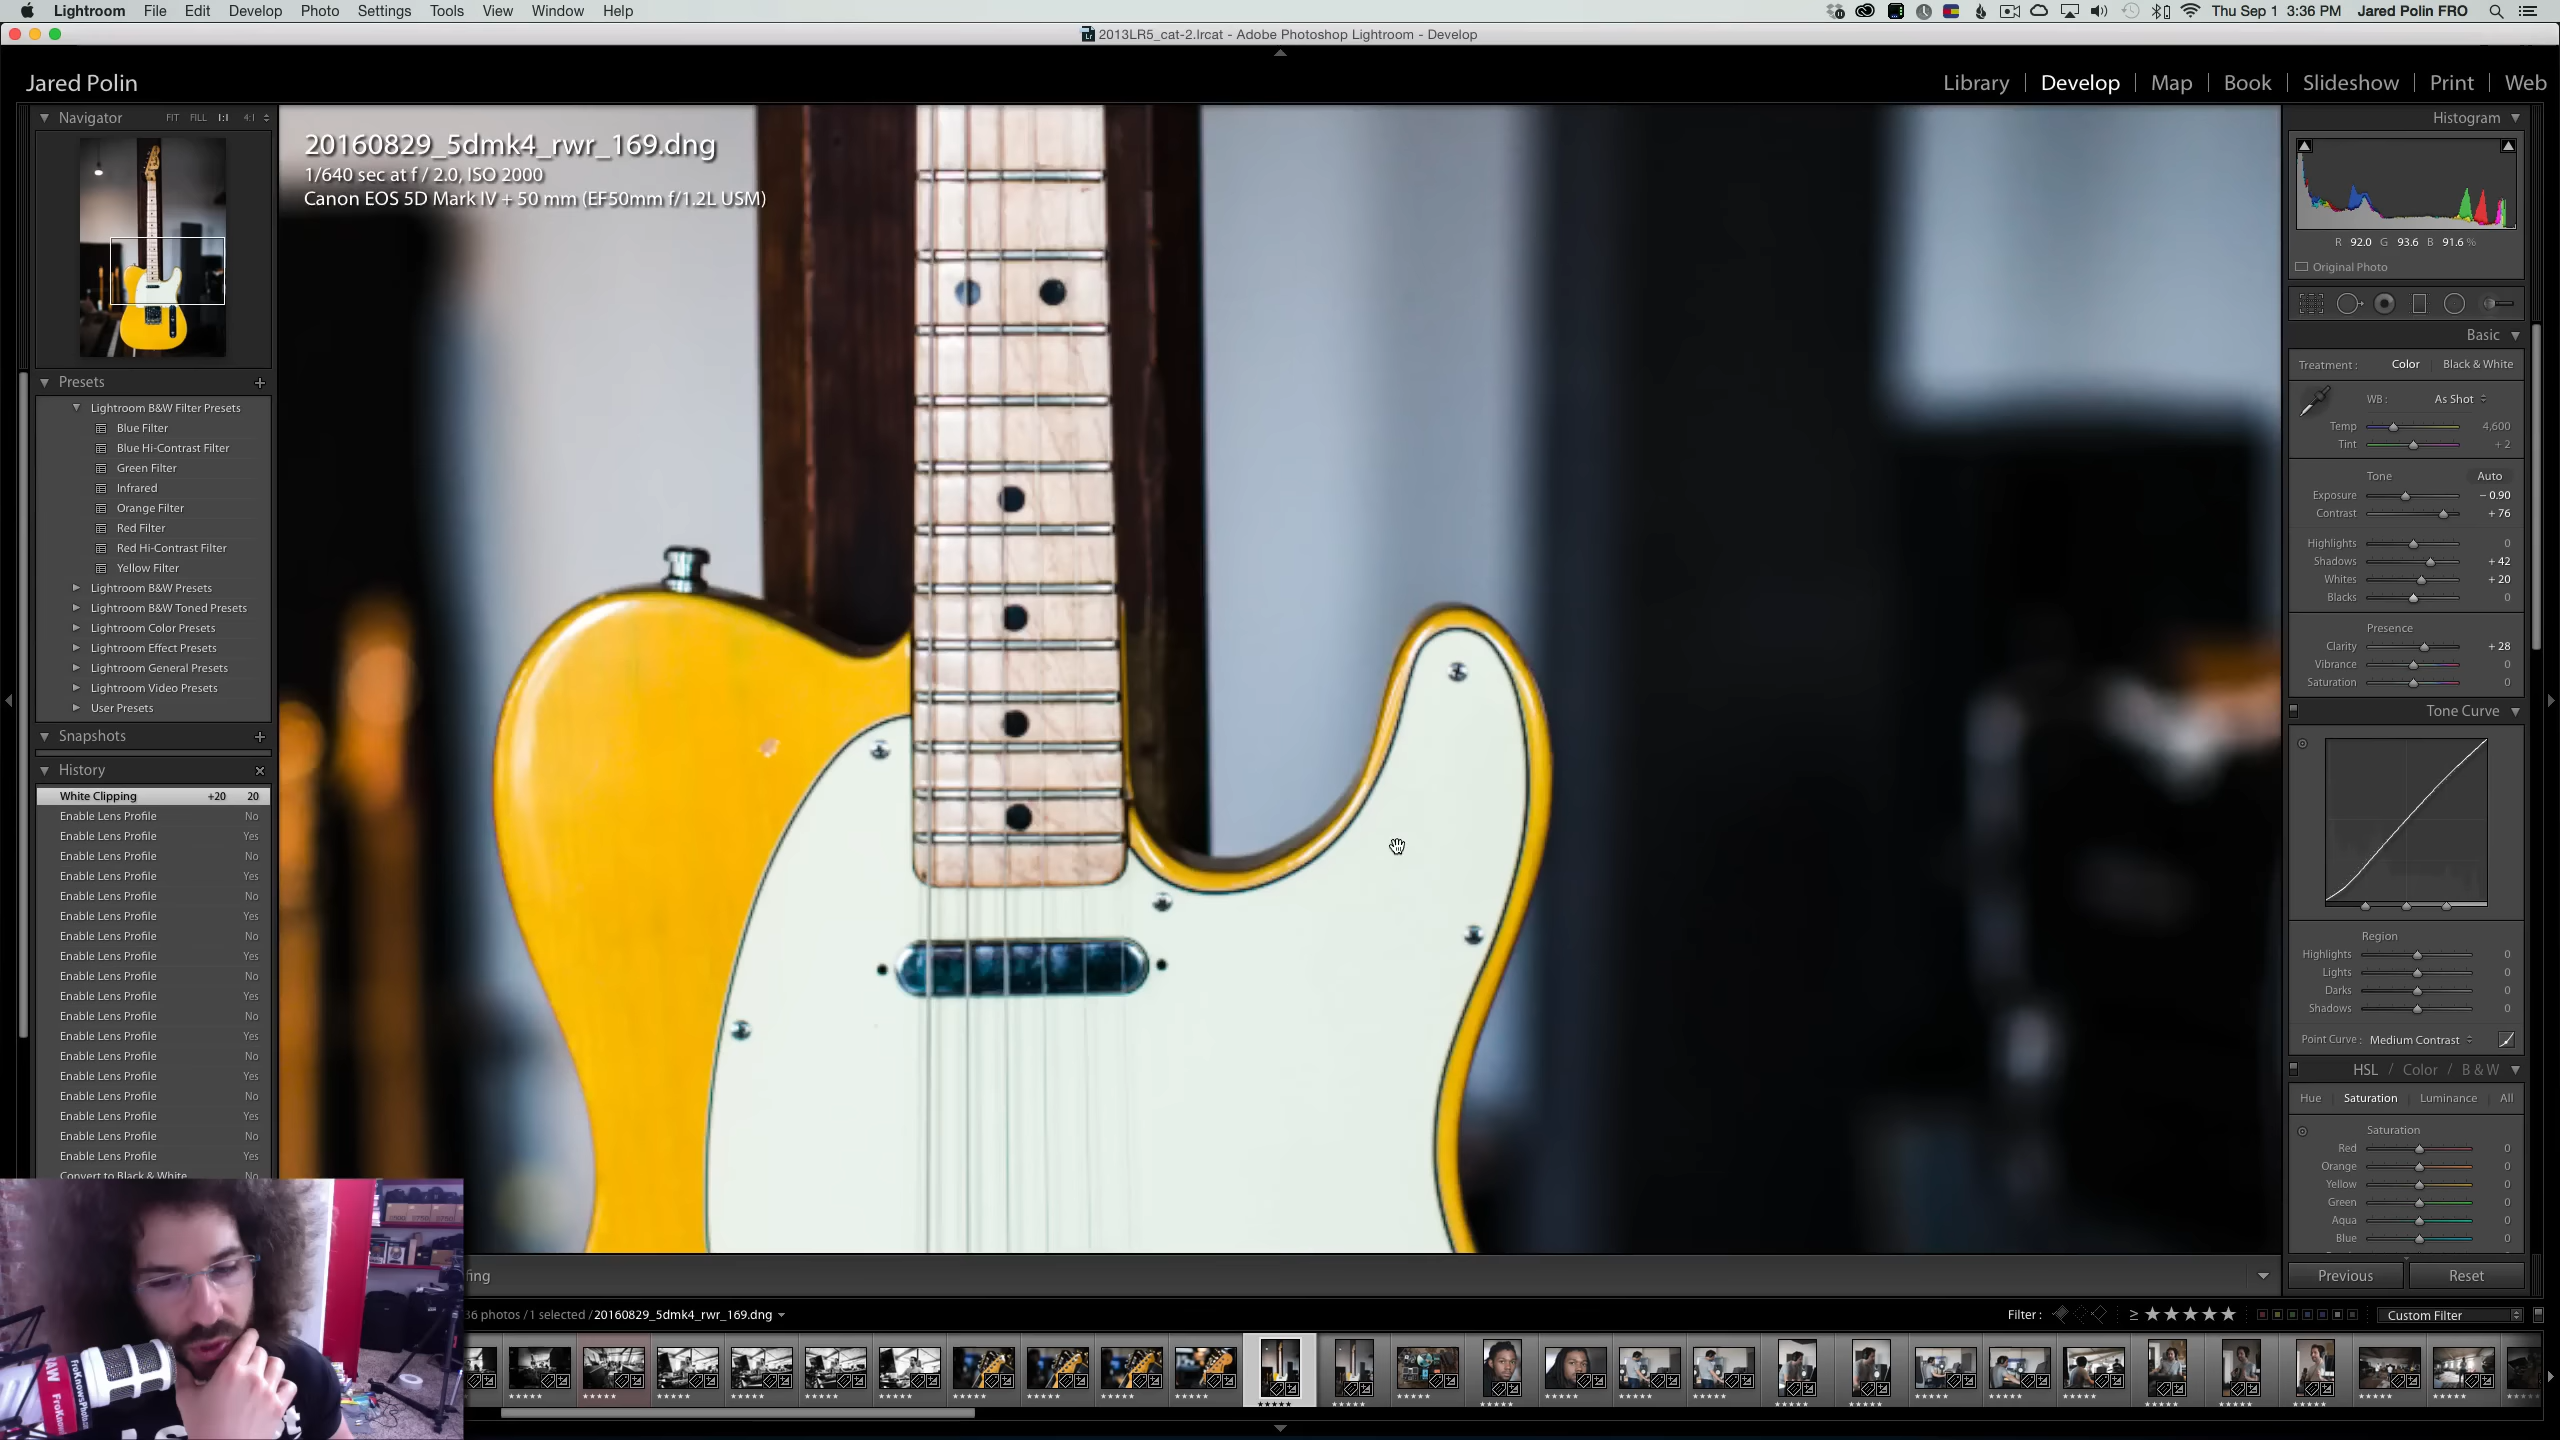 Lightroom File Edit Develop Photo Settings Tools View Window Help Thu Sep 1 3:36 PM Jared Polin FRO
2013LR5_cat-2.lrcat - Adobe Photoshop Lightroom - Develop
Jared Polin
Library | Develop | Map | Book | Slideshow | Print | Web
Navigator FIT FILL 1:1 4:1
Presets
Lightroom B&W Filter Presets
Blue Filter
Blue Hi-Contrast Filter
Green Filter
Infrared
Orange Filter
Red Filter
Red Hi-Contrast Filter
Yellow Filter
Lightroom B&W Presets
Lightroom B&W Toned Presets
Lightroom Color Presets
Lightroom Effect Presets
Lightroom General Presets
Lightroom Video Presets
User Presets
Snapshots
History
White Clipping +20 20
Enable Lens Profile No
Enable Lens Profile Yes
Enable Lens Profile No
Enable Lens Profile Yes
Enable Lens Profile No
Enable Lens Profile Yes
Enable Lens Profile No
Enable Lens Profile Yes
Enable Lens Profile No
Enable Lens Profile Yes
Enable Lens Profile No
Enable Lens Profile Yes
Enable Lens Profile No
Enable Lens Profile Yes
Enable Lens Profile No
Enable Lens Profile Yes
Enable Lens Profile No
Enable Lens Profile Yes
Convert to Black & White No
20160829_5dmk4_rwr_169.dng
1/640 sec at f / 2.0, ISO 2000
Canon EOS 5D Mark IV + 50 mm (EF50mm f/1.2L USM)
Histogram
R 92.0 G 93.6 B 91.6 %
Original Photo
Basic
Treatment : Color Black & White
WB : As Shot
Temp 4,600
Tint + 2
Tone Auto
Exposure - 0.90
Contrast + 76
Highlights 0
Shadows + 42
Whites + 20
Blacks 0
Presence
Clarity + 28
Vibrance 0
Saturation 0
Tone Curve
Region
Highlights 0
Lights 0
Darks 0
Shadows 0
Point Curve : Medium Contrast
HSL / Color / B & W
Hue Saturation Luminance All
Saturation
Red 0
Orange 0
Yellow 0
Green 0
Aqua 0
Blue 0
Previous Reset
fing
36 photos / 1 selected / 20160829_5dmk4_rwr_169.dng
Filter : ≥ ★★★★★ Custom Filter